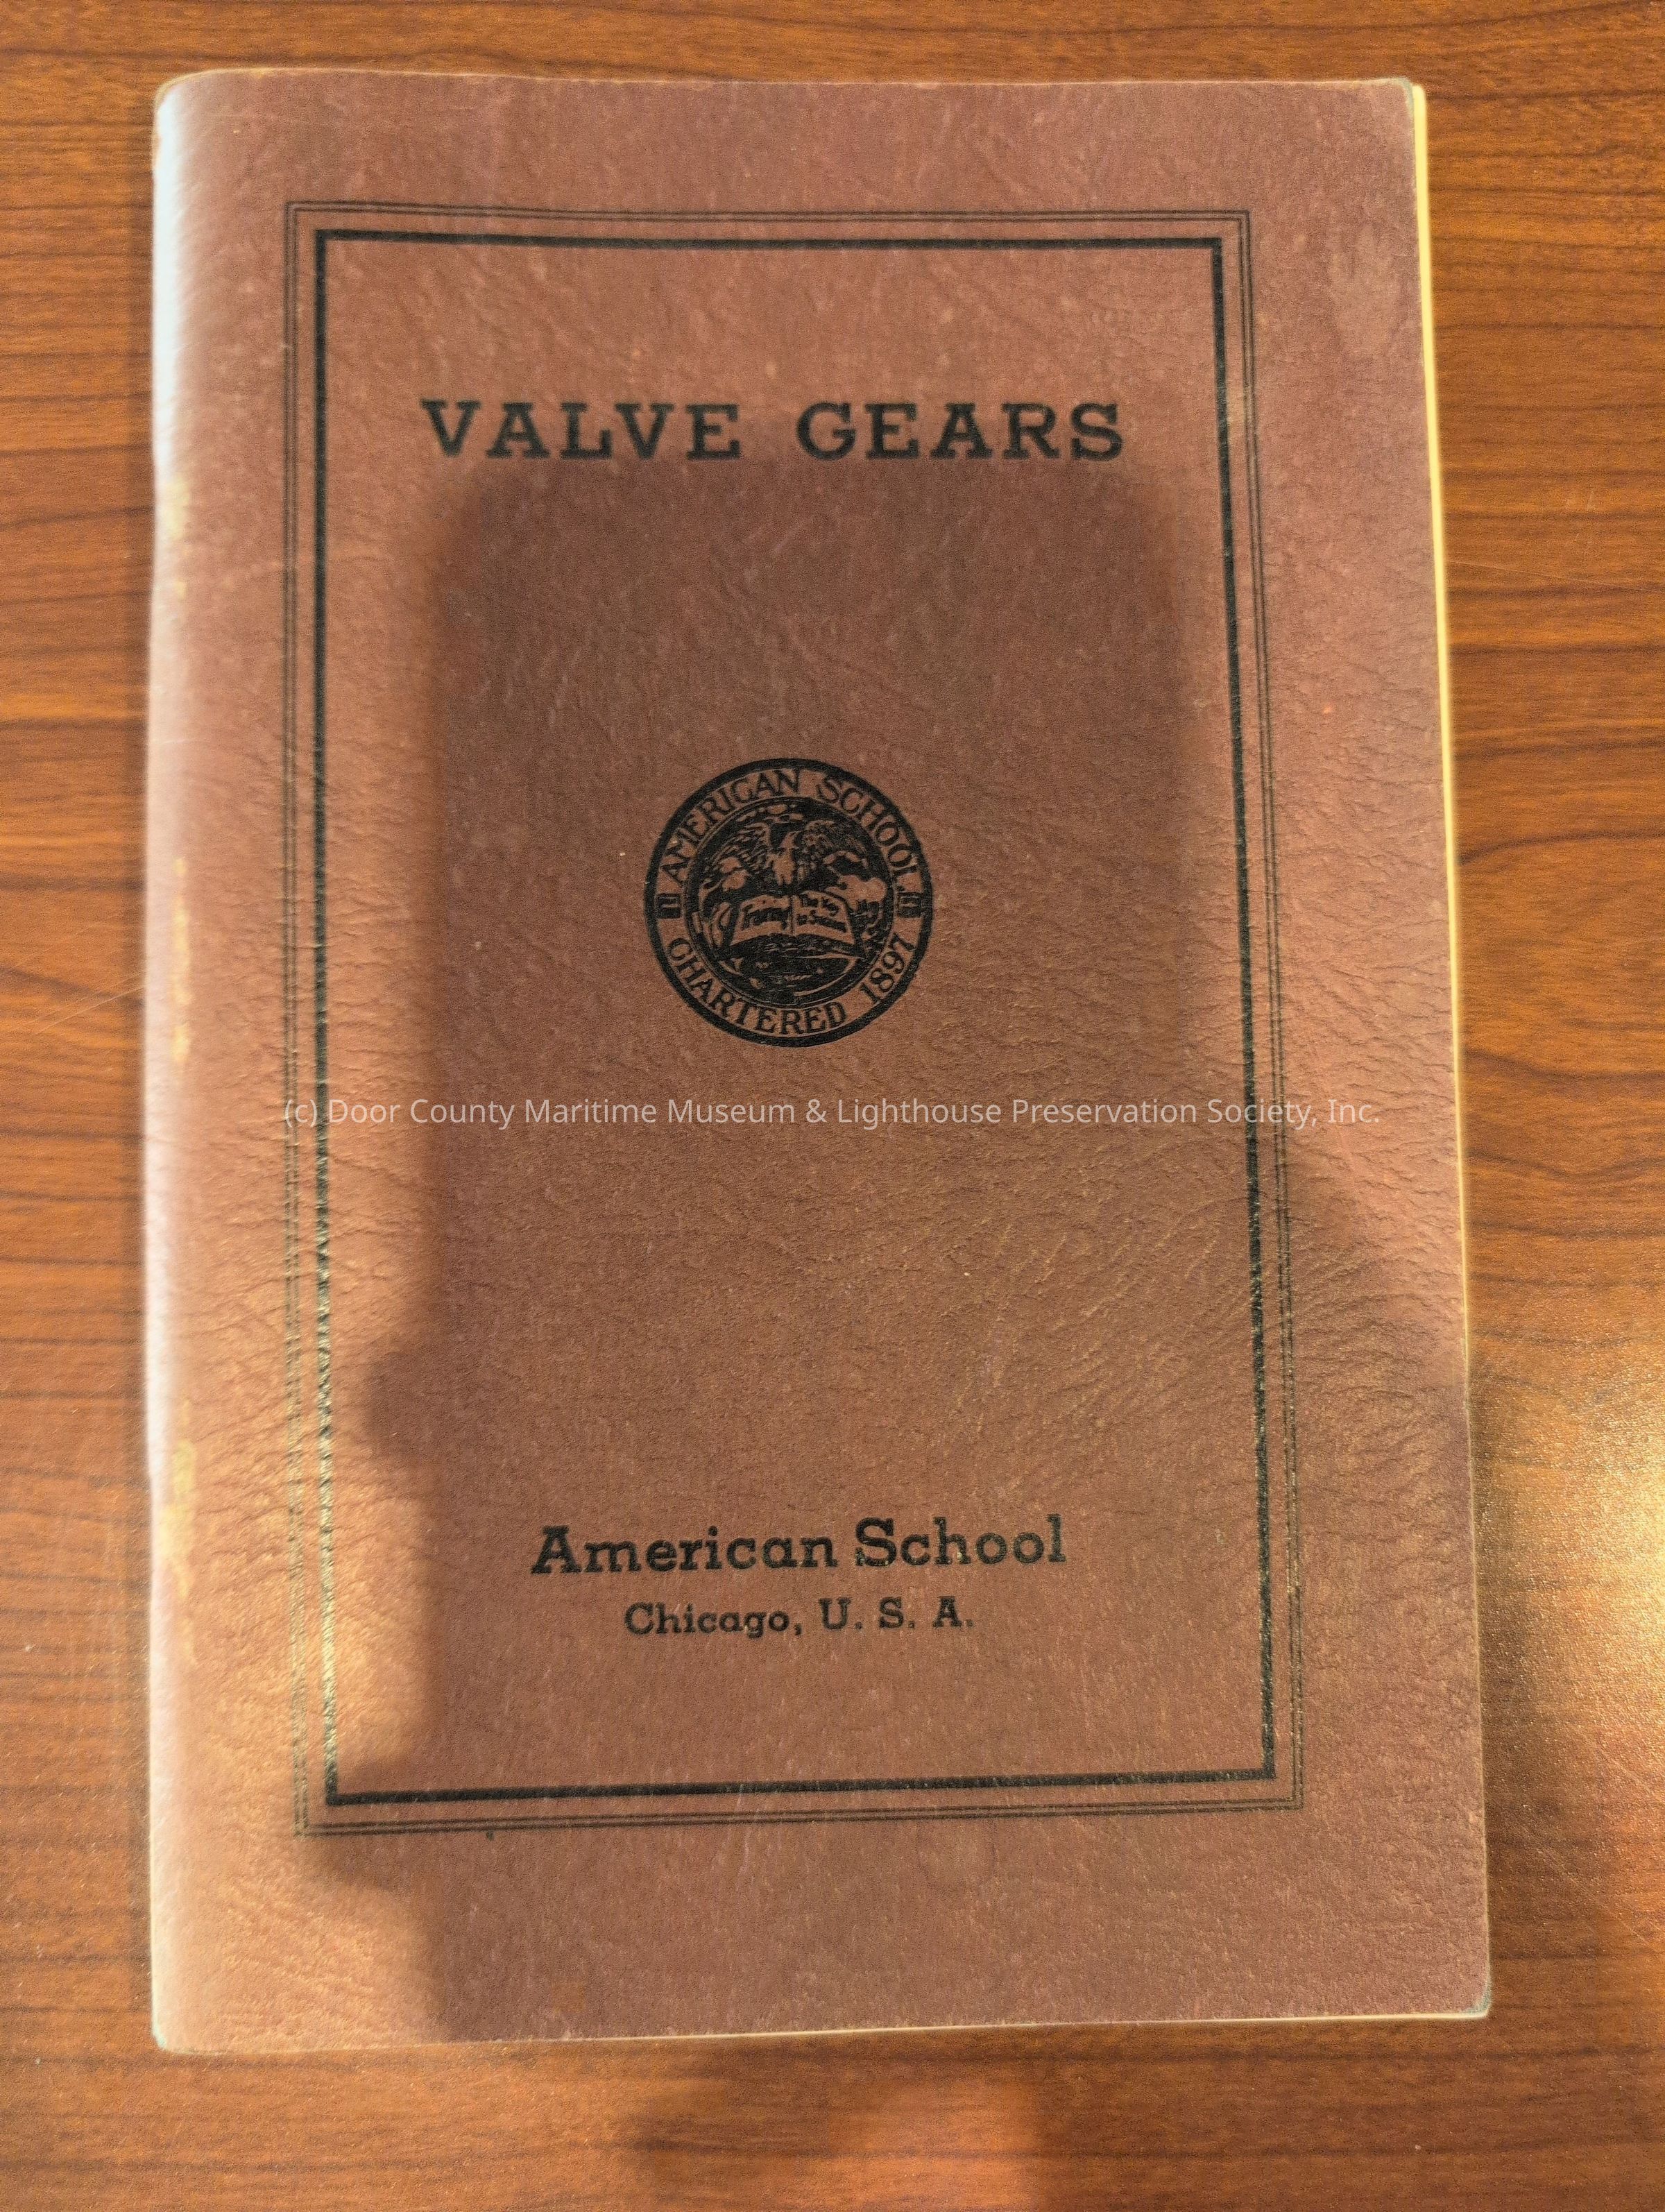 VALVE GEARS
AMERICAN SCHOOL
Training The Key
to Success
CHARTERED 1897
(c) Door County Maritime Museum & Lighthouse Preservation Society, Inc.
American School
Chicago, U. S. A.